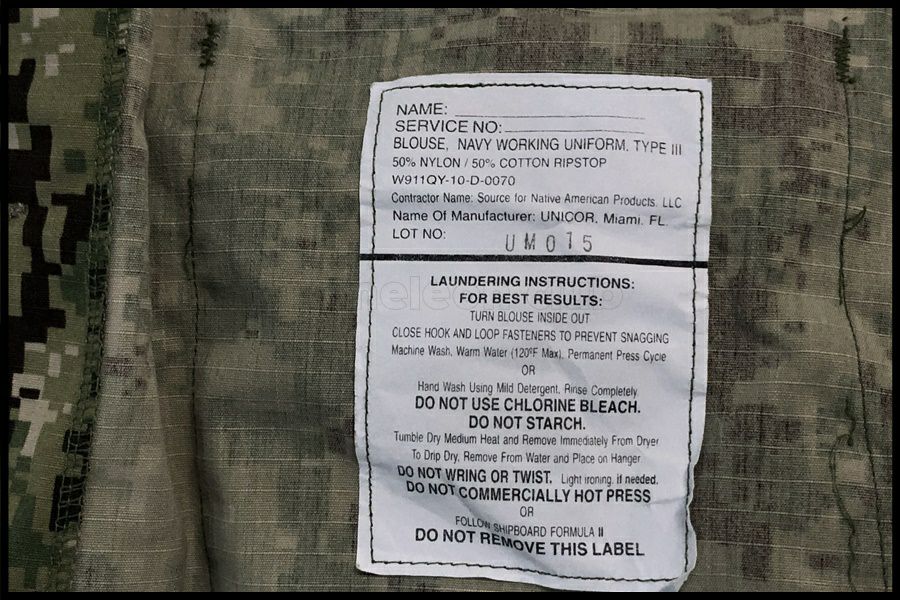 NAME:
SERVICE NO:
BLOUSE, NAVY WORKING UNIFORM, TYPE III
50% NYLON / 50% COTTON RIPSTOP
W911QY-10-D-0070
Contractor Name: Source for Native American Products, LLC
Name Of Manufacturer: UNICOR, Miami, FL.
LOT NO: UM015
LAUNDERING INSTRUCTIONS:
FOR BEST RESULTS:
TURN BLOUSE INSIDE OUT
CLOSE HOOK AND LOOP FASTENERS TO PREVENT SNAGGING
Machine Wash, Warm Water (120ºF Max), Permanent Press Cycle
OR
Hand Wash Using Mild Detergent, Rinse Completely
DO NOT USE CHLORINE BLEACH.
DO NOT STARCH.
Tumble Dry Medium Heat and Remove Immediately From Dryer
To Drip Dry, Remove From Water and Place on Hanger
DO NOT WRING OR TWIST. Light ironing, if needed.
DO NOT COMMERCIALLY HOT PRESS
OR
FOLLOW SHIPBOARD FORMULA II
DO NOT REMOVE THIS LABEL